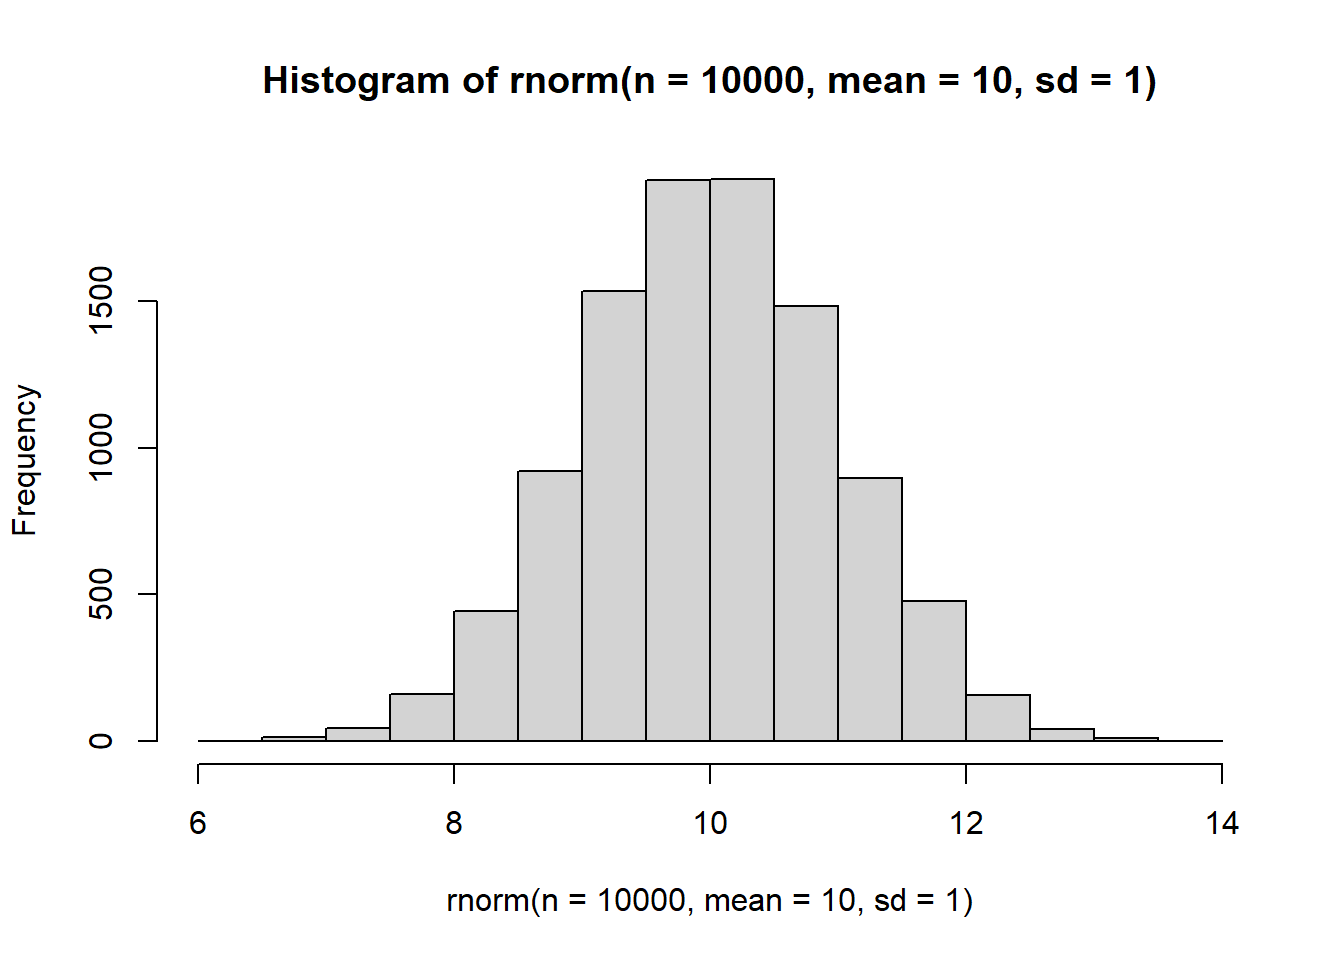 Histogram of rnorm(n = 10000, mean = 10, sd = 1)
Frequency
1500
1000
500
0
6 8 10 12 14
rnorm(n = 10000, mean = 10, sd = 1)